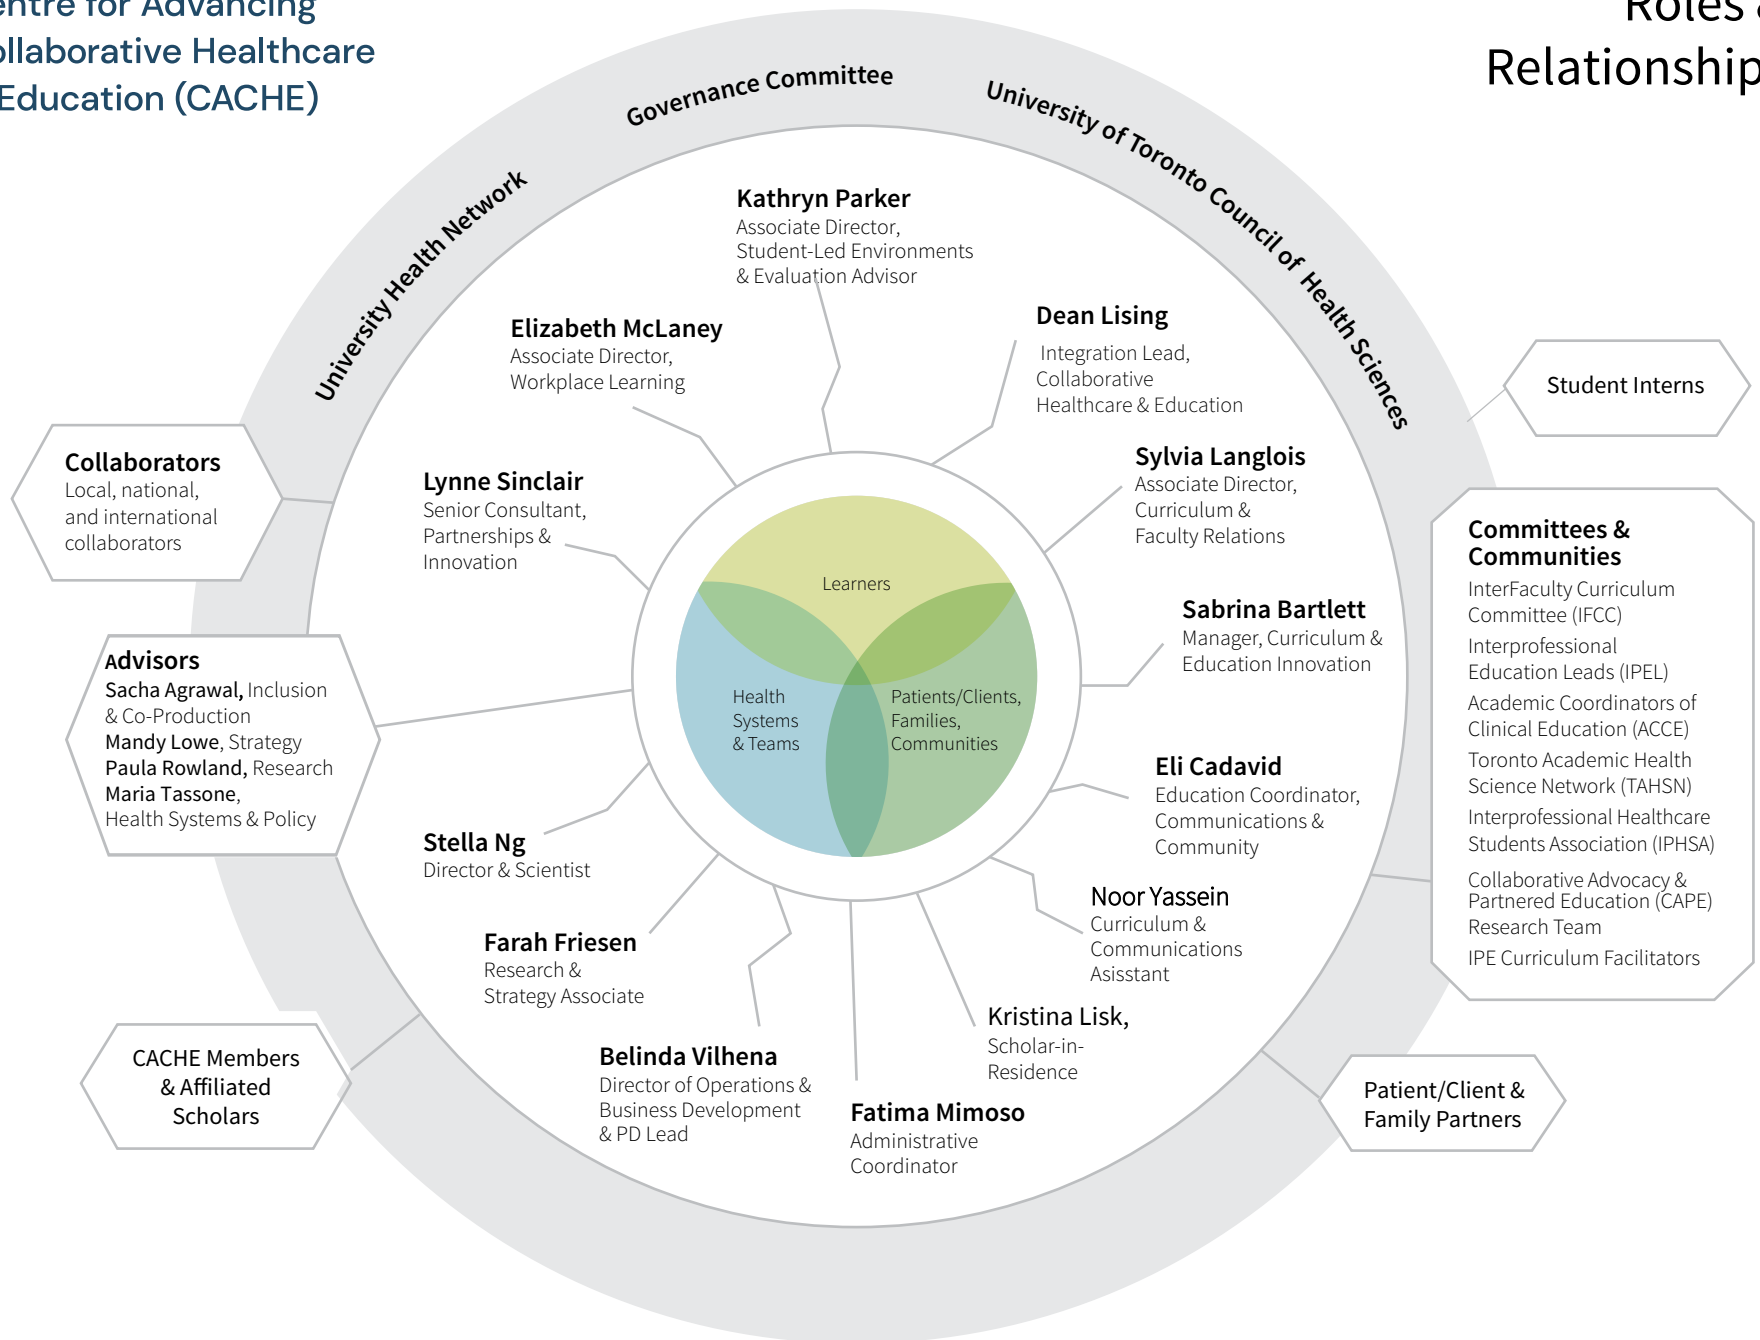 entre for Advancing
ollaborative Healthcare
Education (CACHE)
Roles a
Relationship
Governance Committee
University of Toronto Council of Health Sciences
University Health Network
Kathryn Parker
Associate Director,
Student-Led Environments
& Evaluation Advisor
Elizabeth McLaney
Associate Director,
Workplace Learning
Dean Lising
Integration Lead,
Collaborative
Healthcare & Education
Lynne Sinclair
Senior Consultant,
Partnerships &
Innovation
Sylvia Langlois
Associate Director,
Curriculum &
Faculty Relations
Sabrina Bartlett
Manager, Curriculum &
Education Innovation
Eli Cadavid
Education Coordinator,
Communications &
Community
Noor Yassein
Curriculum &
Communications
Asisstant
Kristina Lisk,
Scholar-in-
Residence
Fatima Mimoso
Administrative
Coordinator
Belinda Vilhena
Director of Operations &
Business Development
& PD Lead
Farah Friesen
Research &
Strategy Associate
Stella Ng
Director & Scientist
Learners
Health
Systems
& Teams
Patients/Clients,
Families,
Communities
Collaborators
Local, national,
and international
collaborators
Advisors
Sacha Agrawal, Inclusion
& Co-Production
Mandy Lowe, Strategy
Paula Rowland, Research
Maria Tassone,
Health Systems & Policy
CACHE Members
& Affiliated
Scholars
Student Interns
Committees &
Communities
InterFaculty Curriculum
Committee (IFCC)
Interprofessional
Education Leads (IPEL)
Academic Coordinators of
Clinical Education (ACCE)
Toronto Academic Health
Science Network (TAHSN)
Interprofessional Healthcare
Students Association (IPHSA)
Collaborative Advocacy &
Partnered Education (CAPE)
Research Team
IPE Curriculum Facilitators
Patient/Client &
Family Partners